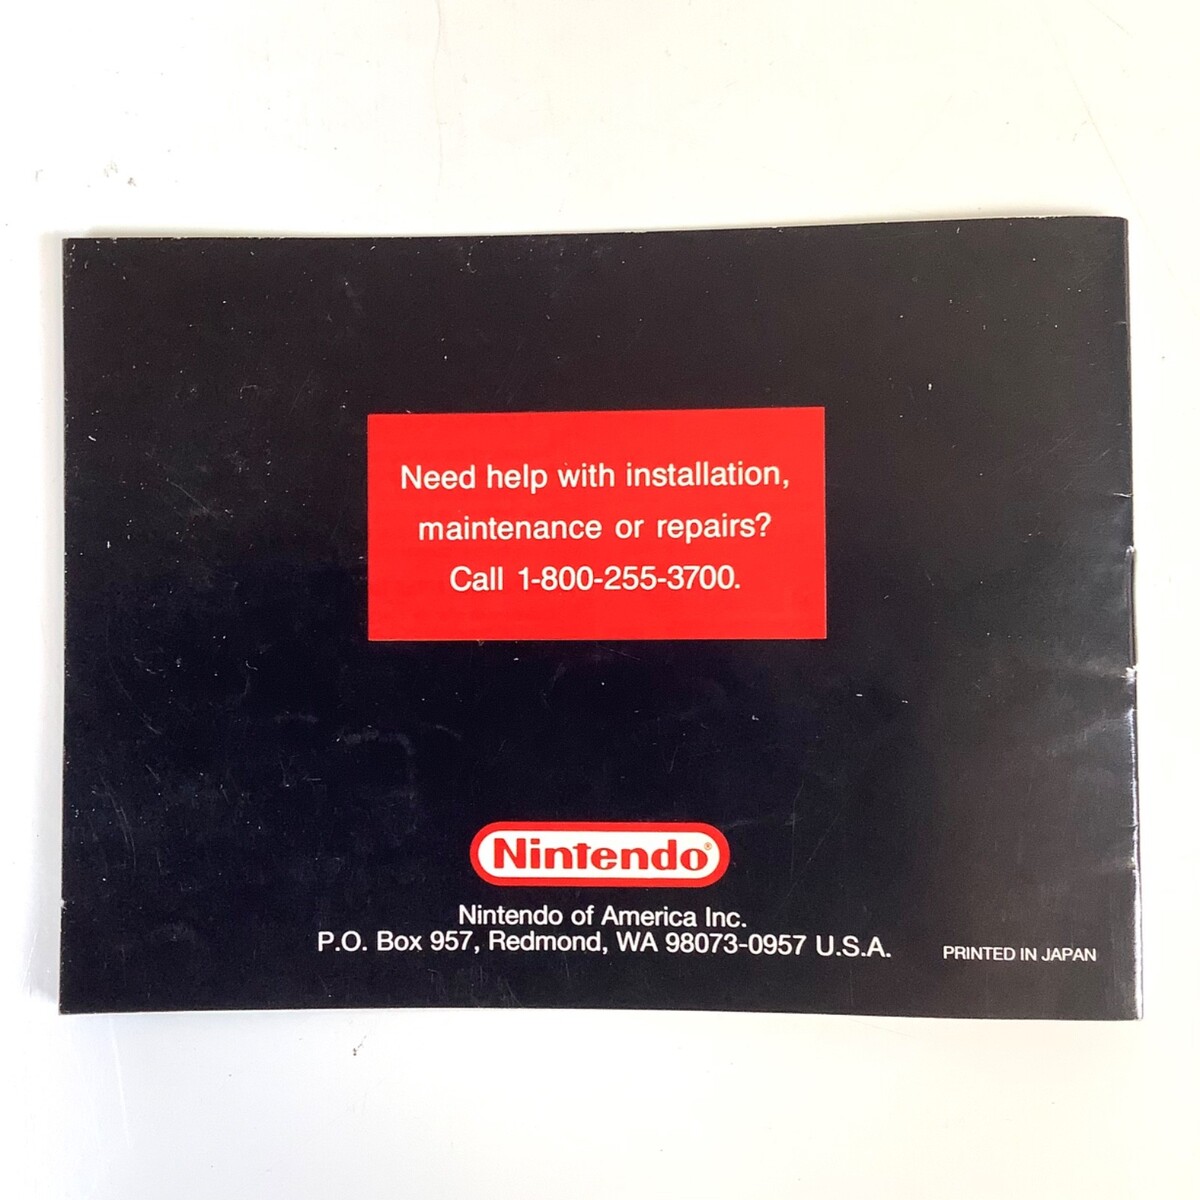 Need help with installation,
maintenance or repairs?
Call 1-800-255-3700.
Nintendo®
Nintendo of America Inc.
P.O. Box 957, Redmond, WA 98073-0957 U.S.A.
PRINTED IN JAPAN